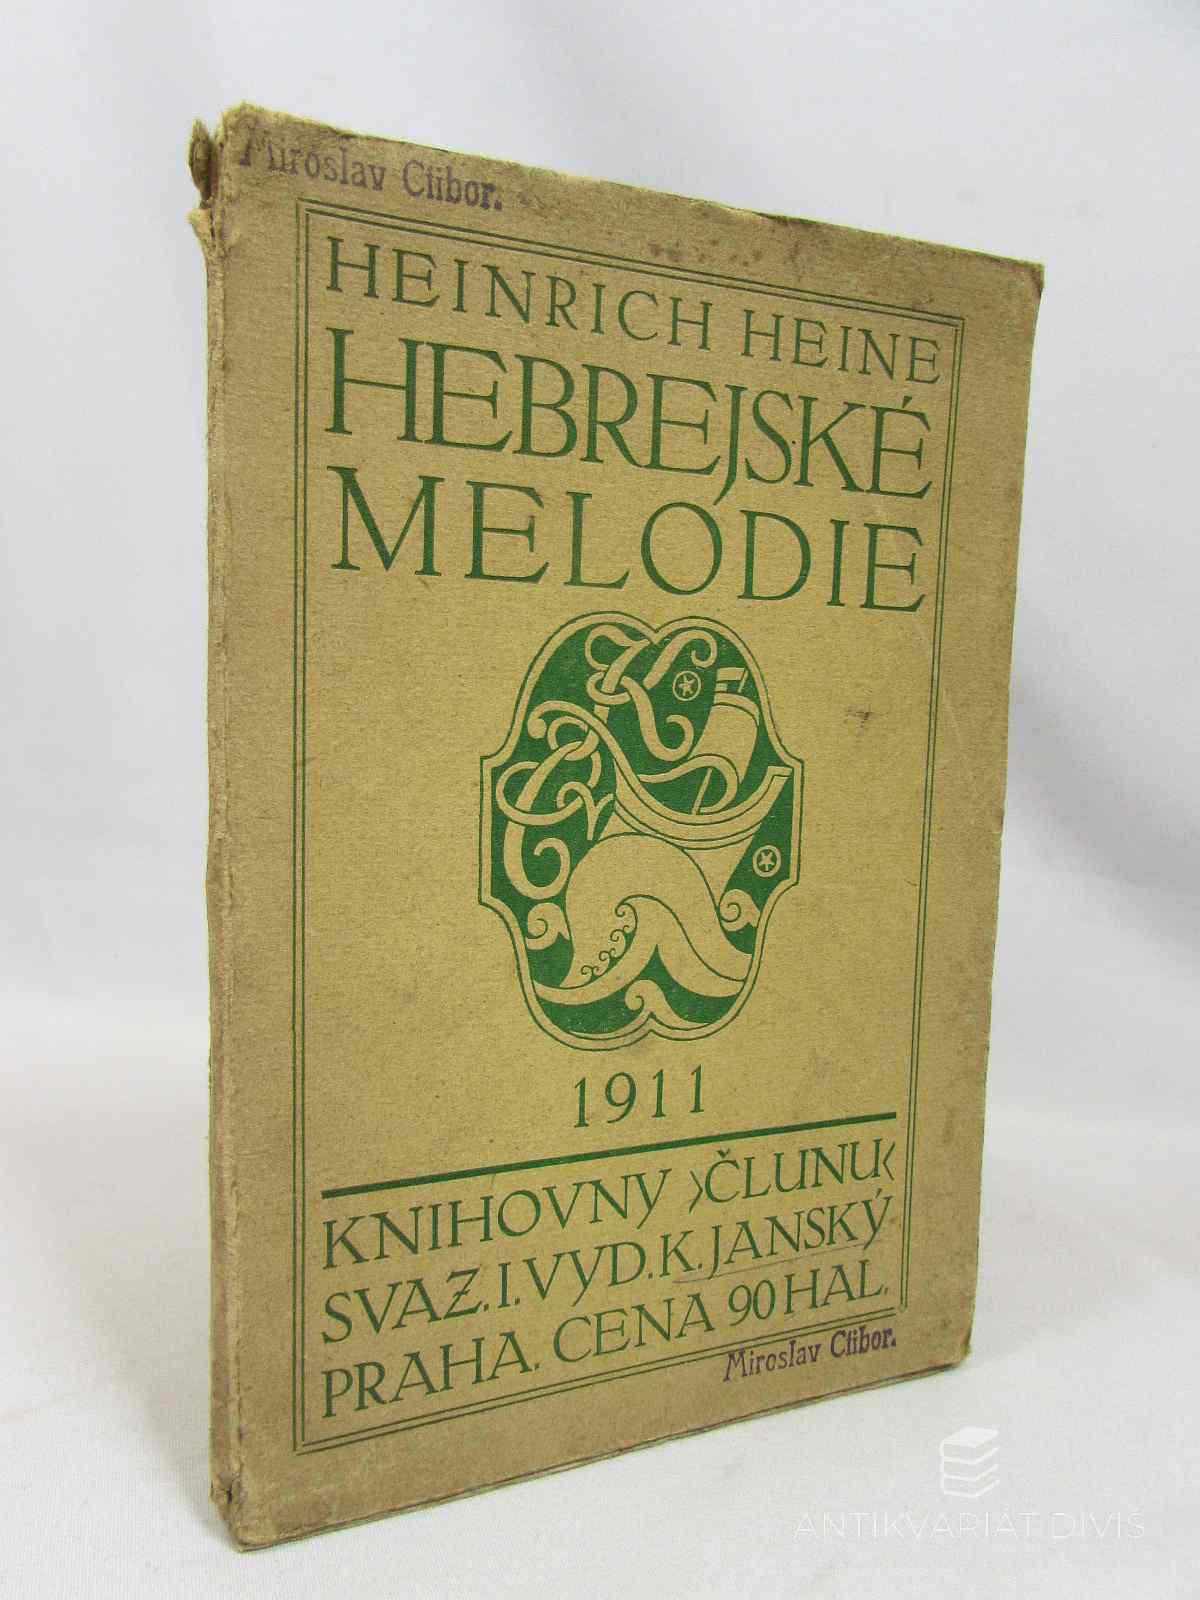 Miroslav Ctibor.
HEINRICH HEINE
HEBREJSKÉ
MELODIE
1911
KNIHOVNY ›ČLUNU‹
SVAZ. I. VYD. K. JANSKÝ
PRAHA. CENA 90 HAL.
Miroslav Ctibor.
ANTIKVARIÁT DIVIŠ